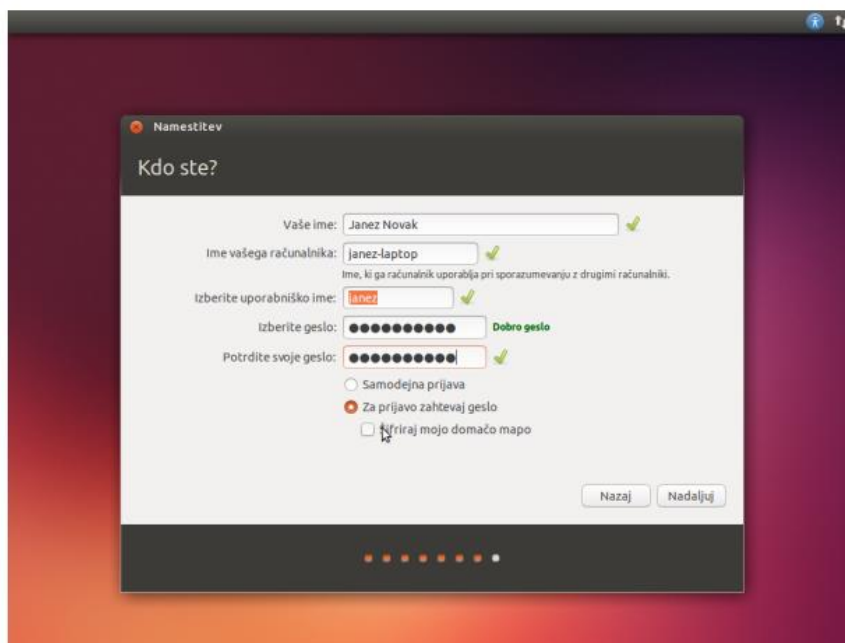 Namestitev
Kdo ste?
Vaše ime: Janez Novak
Ime vašega računalnika: janez-laptop
Ime, ki ga računalnik uporablja pri sporazumevanju z drugimi računalniki.
Izberite uporabniško ime: janez
Izberite geslo: ●●●●●●●●●● Dobro geslo
Potrdite svoje geslo: ●●●●●●●●●●
Samodejna prijava
Za prijavo zahtevaj geslo
Šifriraj mojo domačo mapo
Nazaj Nadaljuj